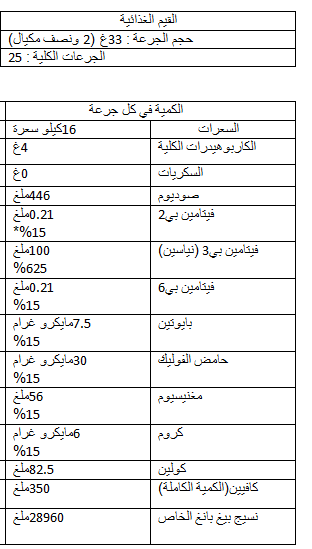 القيم الغذائية
حجم الجرعة : 33غ (2 ونصف مكيال)
الجرعات الكلية : 25
الكمية في كل جرعة
السعرات 16كيلو سعرة
الكاربوهيدرات الكلية 4غ
السكريات 0غ
صوديوم 446ملغ
فيتامين بي2 0.21ملغ
15%*
فيتامين بي3 (نياسين) 100ملغ
625%
فيتامين بي6 0.21ملغ
15%
بايوتين 7.5مايكرو غرام
15%
حامض الفوليك 30مايكرو غرام
15%
مغنيسيوم 56ملغ
15%
كروم 6مايكرو غرام
15%
كولين 82.5ملغ
كافيين(الكمية الكاملة) 350ملغ
نسيج بيغ بانغ الخاص 28960ملغ